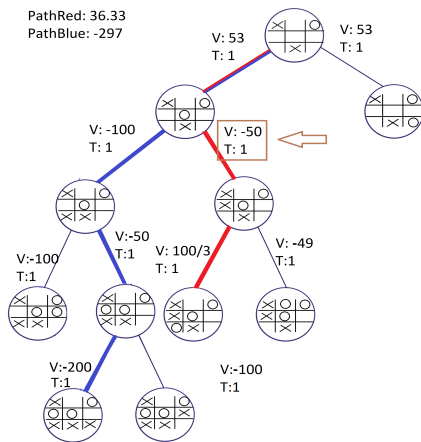 PathRed: 36.33
PathBlue: -297
V: 53
T: 1
V: 53
T: 1
V: -100
T: 1
V: -50
T: 1
V:-100
T:1
V:-50
T:1
V: 100/3
T: 1
V: -49
T: 1
V:-200
T:1
V:-100
T:1